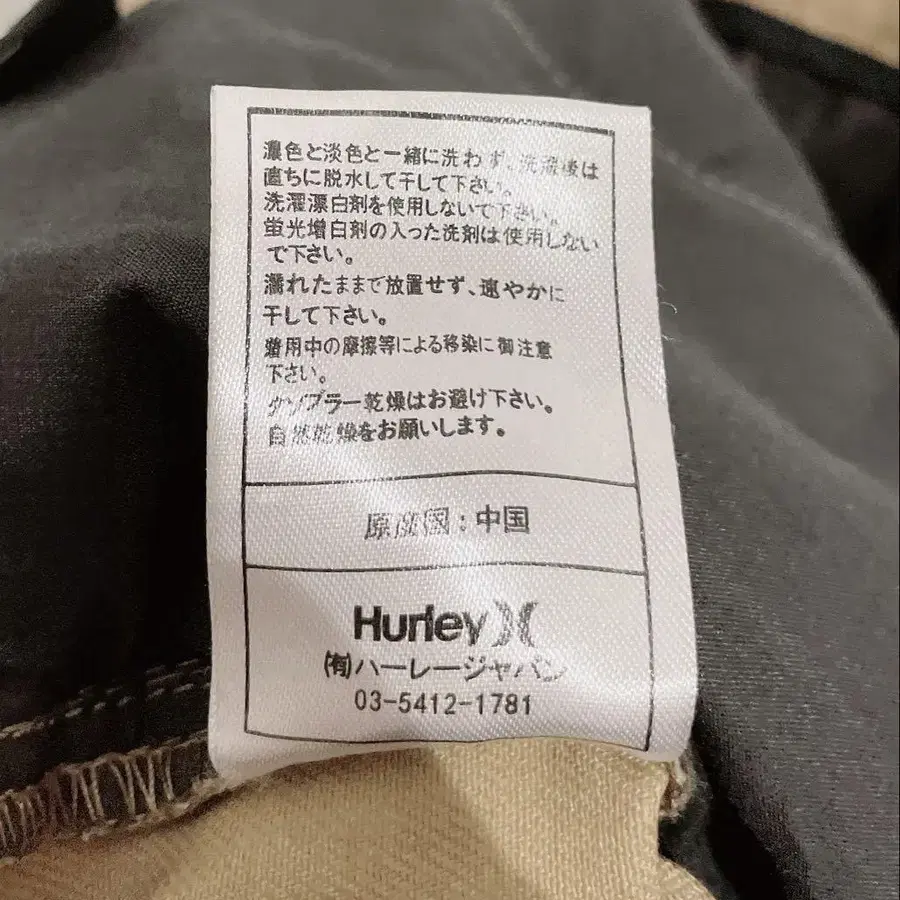 濃色と淡色と一緒に洗わず、洗濯後は
直ちに脱水して干して下さい。
洗濯漂白剤を使用しないで下さい。
蛍光増白剤の入った洗剤は使用しない
で下さい。
濡れたままで放置せず、速やかに
干して下さい。
着用中の摩擦等による移染に御注意
下さい。
タンブラー乾燥はお避け下さい。
自然乾燥をお願いします。
原産国：中国
Hurley
(有)ハーレージャパン
03-5412-1781